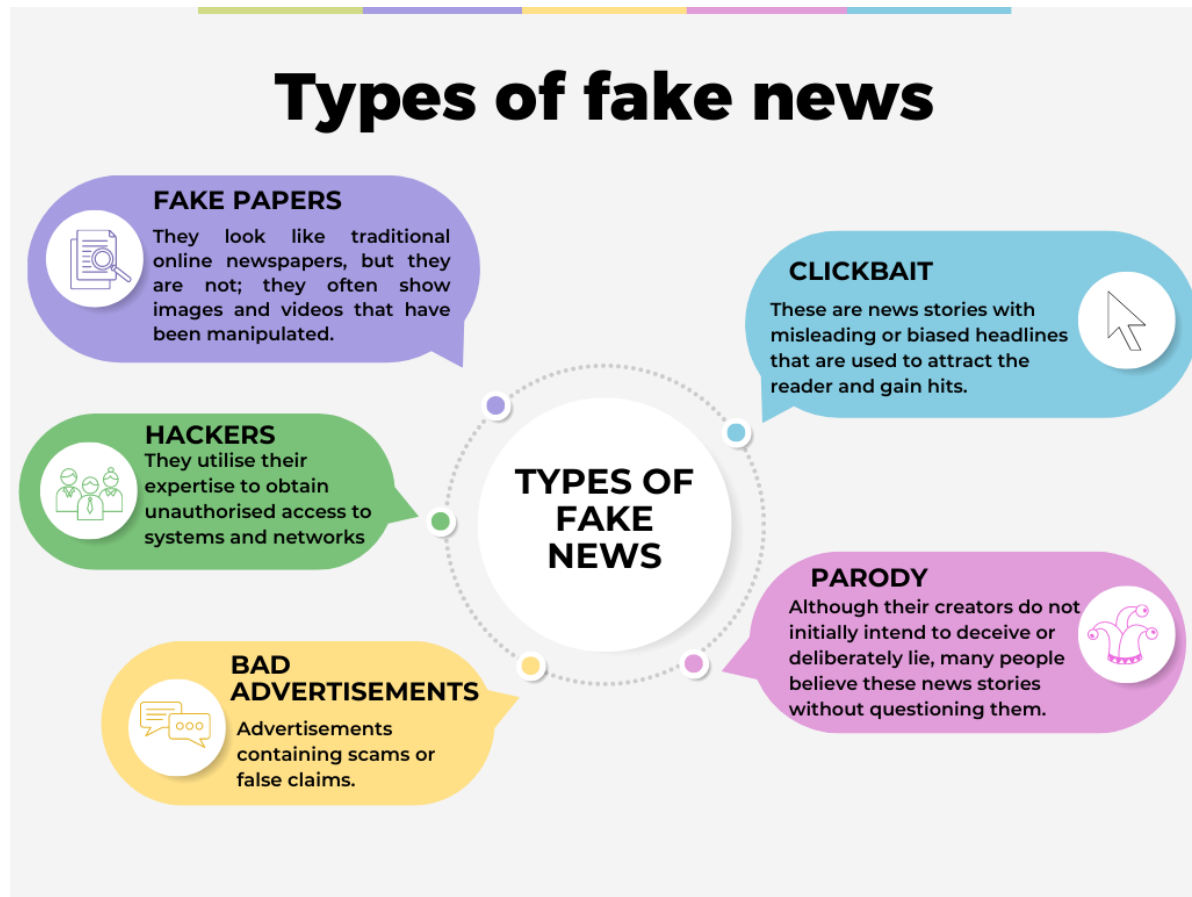 Types of fake news
FAKE PAPERS
They look like traditional
online newspapers, but they
are not; they often show
images and videos that have
been manipulated.
HACKERS
They utilise their
expertise to obtain
unauthorised access to
systems and networks
BAD
ADVERTISEMENTS
Advertisements
containing scams or
false claims.
TYPES OF
FAKE
NEWS
CLICKBAIT
These are news stories with
misleading or biased headlines
that are used to attract the
reader and gain hits.
PARODY
Although their creators do not
initially intend to deceive or
deliberately lie, many people
believe these news stories
without questioning them.